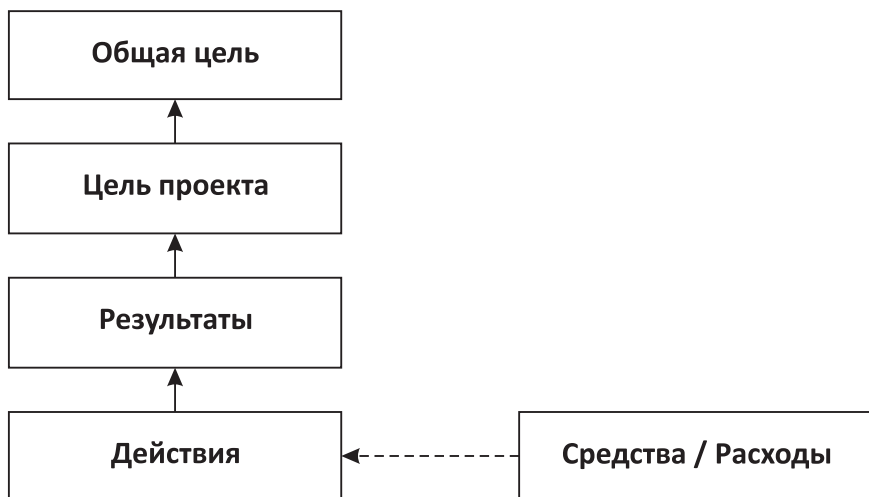 Общая цель
Цель проекта
Результаты
Действия
Средства / Расходы